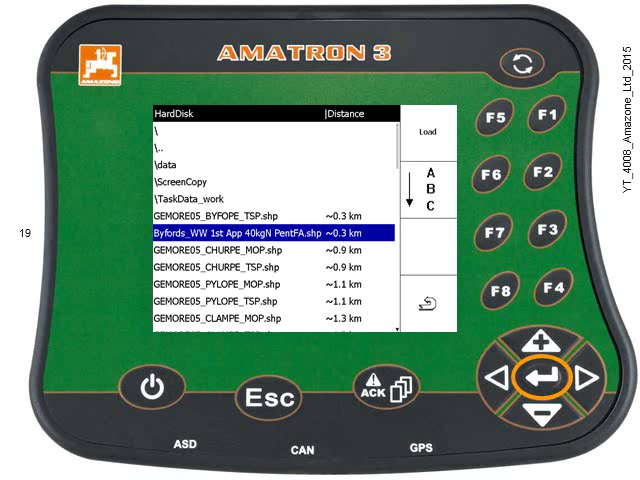 AMATRON 3
AMAZONE
HardDisk |Distance
\
\..
\data
\ScreenCopy
\TaskData_work
GEMORE05_BYFOPE_TSP.shp ~0.3 km
Byfords_WW 1st App 40kgN PentFA.shp ~0.3 km
GEMORE05_CHURPE_MOP.shp ~0.9 km
GEMORE05_CHURPE_TSP.shp ~0.9 km
GEMORE05_PYLOPE_MOP.shp ~1.1 km
GEMORE05_PYLOPE_TSP.shp ~1.1 km
GEMORE05_CLAMPE_MOP.shp ~1.3 km
Load
A
B
C
F5 F1
F6 F2
F7 F3
F8 F4
Esc
ACK
ASD
CAN
GPS
19
YT_4008_Amazone_Ltd_2015